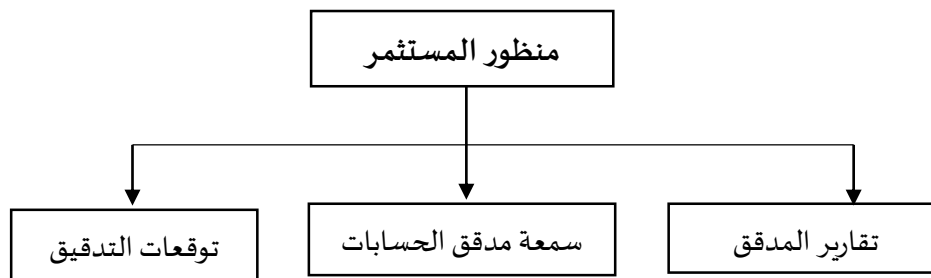 منظور المستثمر
تقارير المدقق
سمعة مدقق الحسابات
توقعات التدقيق